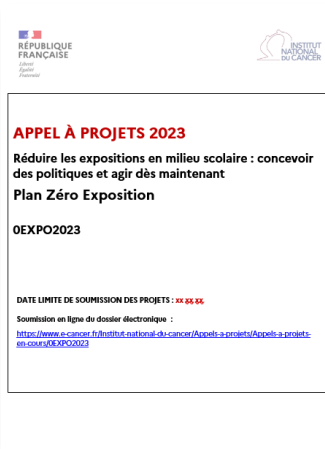 RÉPUBLIQUE
FRANÇAISE
Liberté
Égalité
Fraternité
INSTITUT
NATIONAL
DU CANCER
APPEL À PROJETS 2023
Réduire les expositions en milieu scolaire : concevoir
des politiques et agir dès maintenant
Plan Zéro Exposition
0EXPO2023
DATE LIMITE DE SOUMISSION DES PROJETS : xx xx xx
Soumission en ligne du dossier électronique :
https://www.e-cancer.fr/Institut-national-du-cancer/Appels-a-projets/Appels-a-projets-
en-cours/0EXPO2023